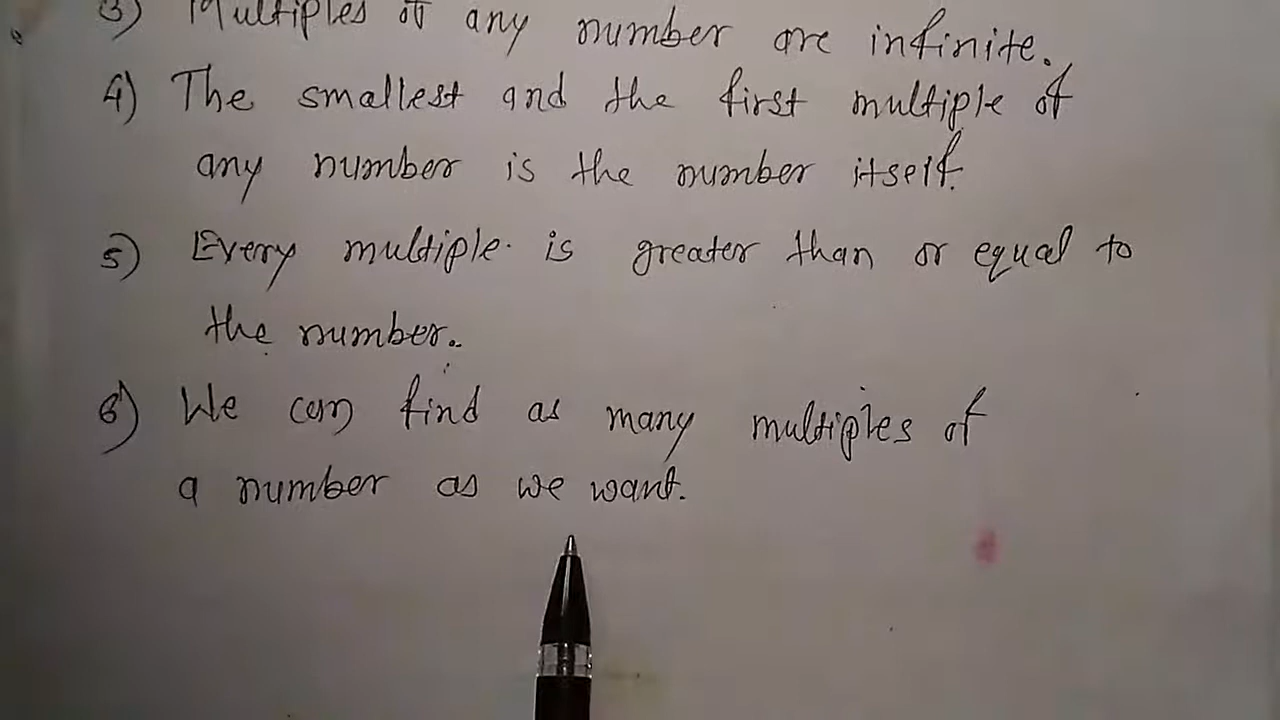 3) Multiples of any number are infinite.
4) The smallest and the first multiple of
any number is the number itself.
5) Every multiple is greater than or equal to
the number.
6) We can find as many multiples of
a number as we want.